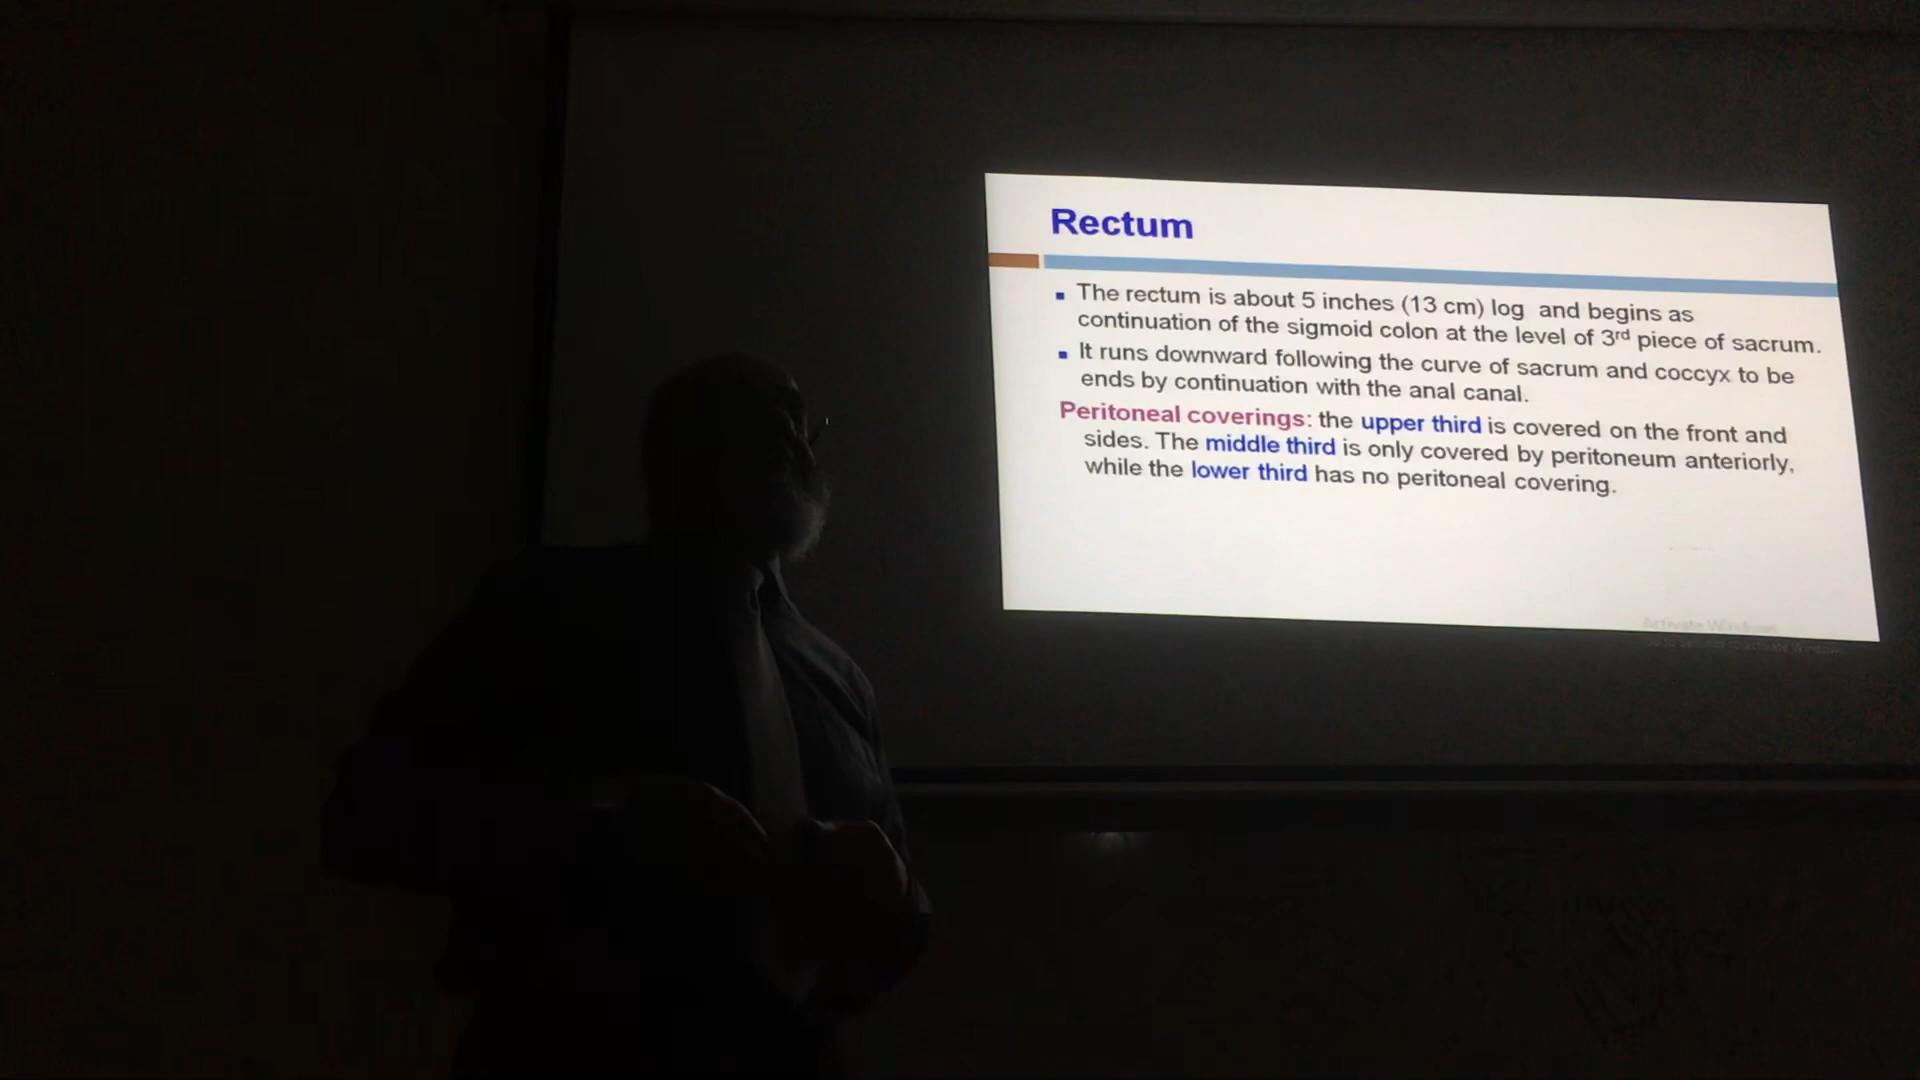 Rectum
The rectum is about 5 inches (13 cm) log and begins as
continuation of the sigmoid colon at the level of 3rd piece of sacrum.
It runs downward following the curve of sacrum and coccyx to be
ends by continuation with the anal canal.
Peritoneal coverings: the upper third is covered on the front and
sides. The middle third is only covered by peritoneum anteriorly,
while the lower third has no peritoneal covering.
Activate Windows